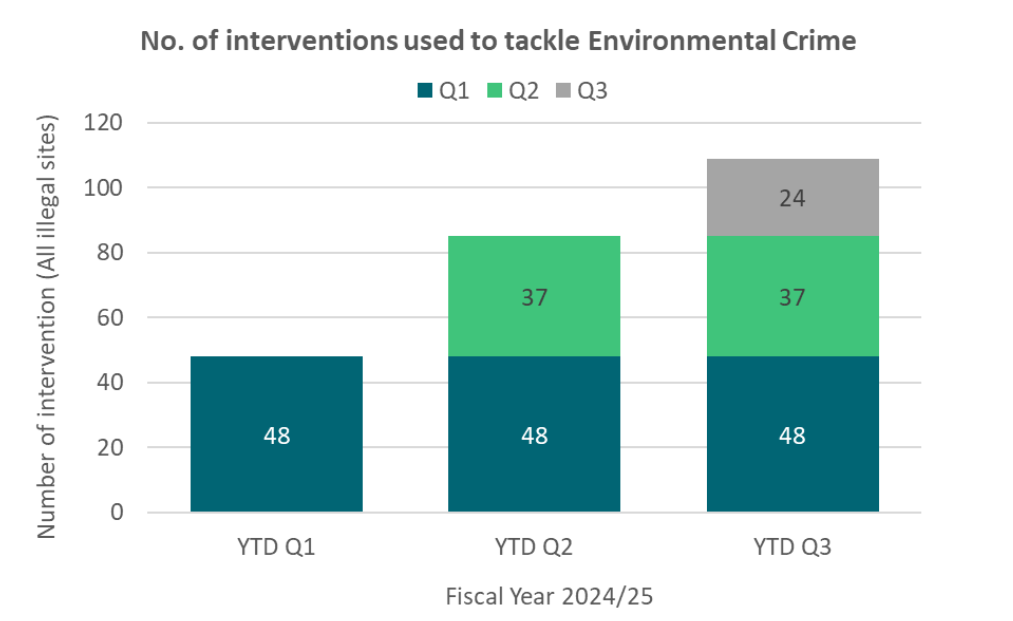 No. of interventions used to tackle Environmental Crime
Q1 Q2 Q3
Number of intervention (All illegal sites)
120
100
80
60
40
20
0
48
37
48
24
37
48
YTD Q1 YTD Q2 YTD Q3
Fiscal Year 2024/25